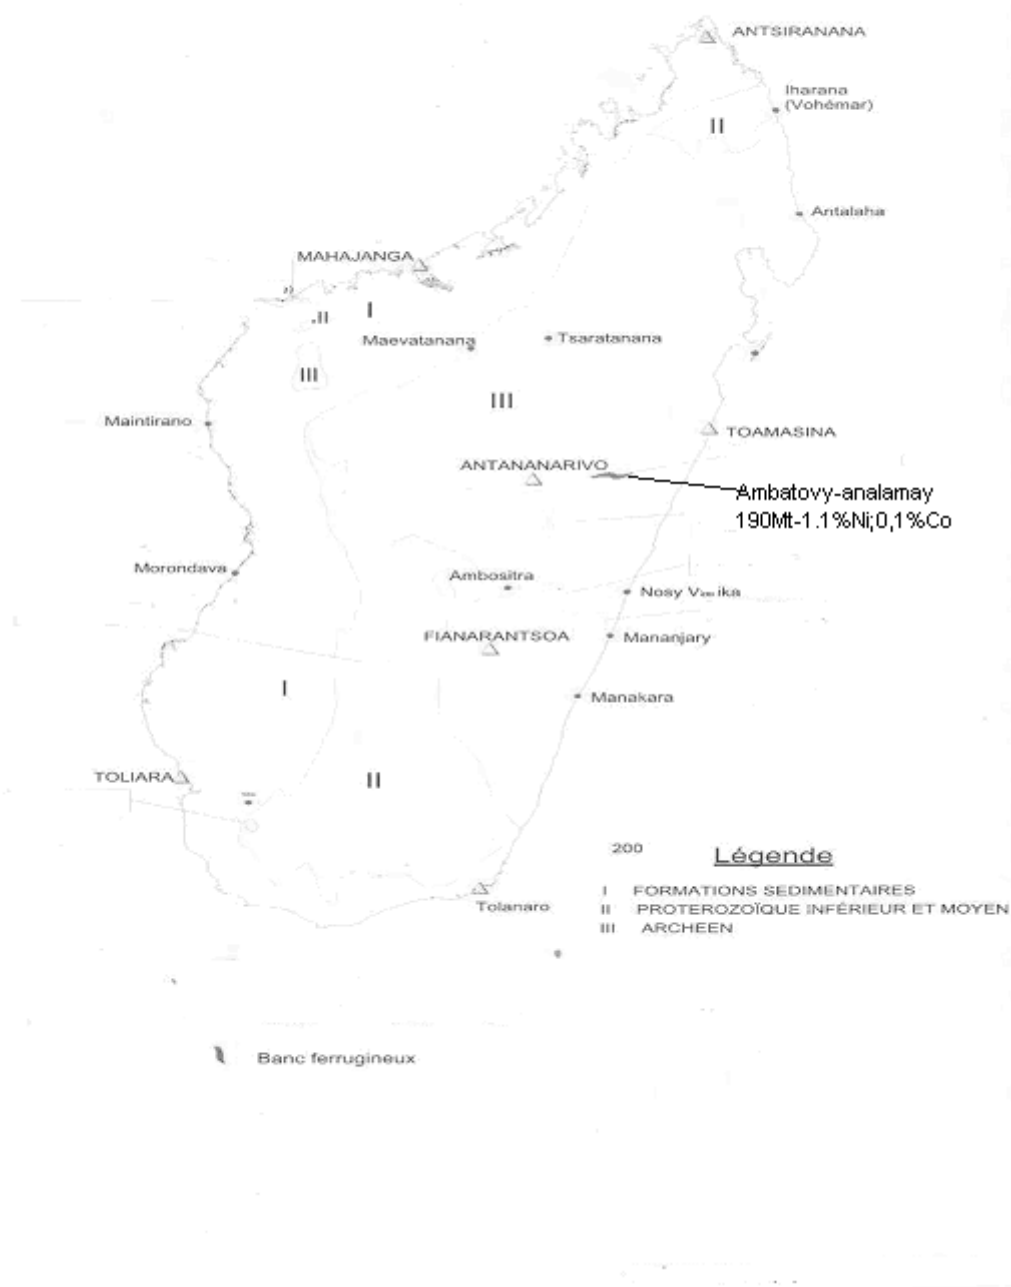 ANTSIRANANA
Iharana
(Vohémar)
II
Antalaha
MAHAJANGA
I
.II
Maevatanana
Tsaratanana
III
III
Maintirano
TOAMASINA
ANTANANARIVO
Ambatovy-analamay
190Mt-1.1%Ni;0,1%Co
Morondava
Ambositra
Nosy
FIANARANTSOA
Mananjary
I
Manakara
TOLIARA
II
200
Légende
I FORMATIONS SEDIMENTAIRES
II PROTEROZOÏQUE INFÉRIEUR ET MOYEN
III ARCHEEN
Tolanaro
Banc ferrugineux